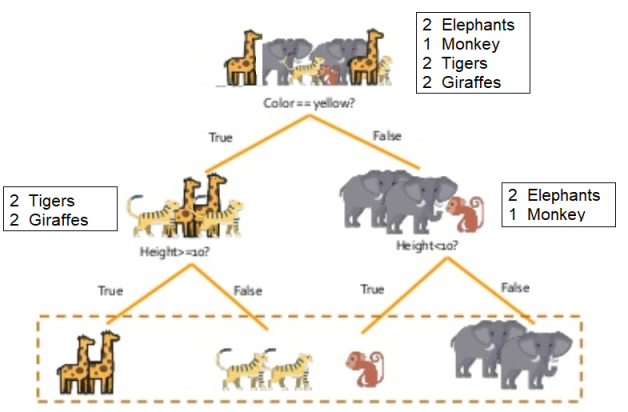 2 Elephants
1 Monkey
2 Tigers
2 Giraffes
Color == yellow?
True
False
2 Tigers
2 Giraffes
2 Elephants
1 Monkey
Height>=10?
Height<10?
True
False
True
False